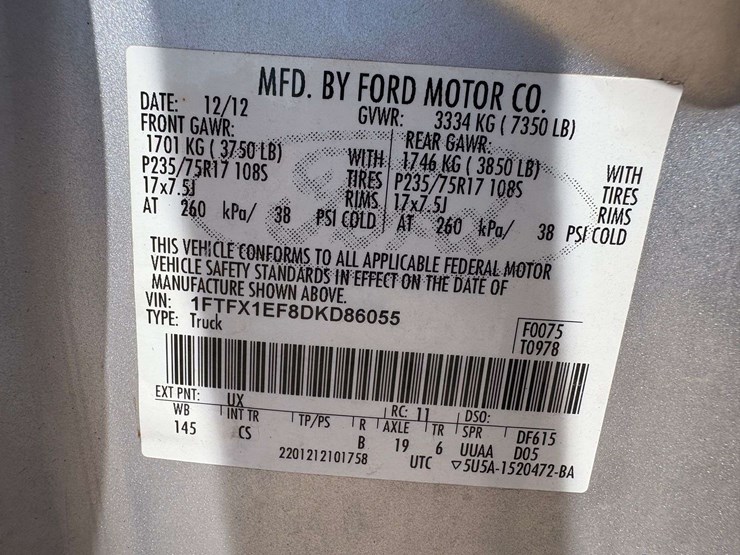 MFD. BY FORD MOTOR CO.
DATE: 12/12 GVWR: 3334 KG ( 7350 LB)
FRONT GAWR: REAR GAWR:
1701 KG ( 3750 LB) WITH 1746 KG ( 3850 LB) WITH
P235/75R17 108S TIRES P235/75R17 108S TIRES
17x7.5J RIMS 17x7.5J RIMS
AT 260 kPa/ 38 PSI COLD AT 260 kPa/ 38 PSI COLD
THIS VEHICLE CONFORMS TO ALL APPLICABLE FEDERAL MOTOR
VEHICLE SAFETY STANDARDS IN EFFECT ON THE DATE OF
MANUFACTURE SHOWN ABOVE.
VIN: 1FTFX1EF8DKD86055
TYPE: Truck
F0075
T0978
EXT PNT: UX RC: 11 DSO:
WB INT TR TP/PS R AXLE TR SPR DF615
145 CS B 19 6 UUAA D05
2201212101758 UTC ▽5U5A-1520472-BA